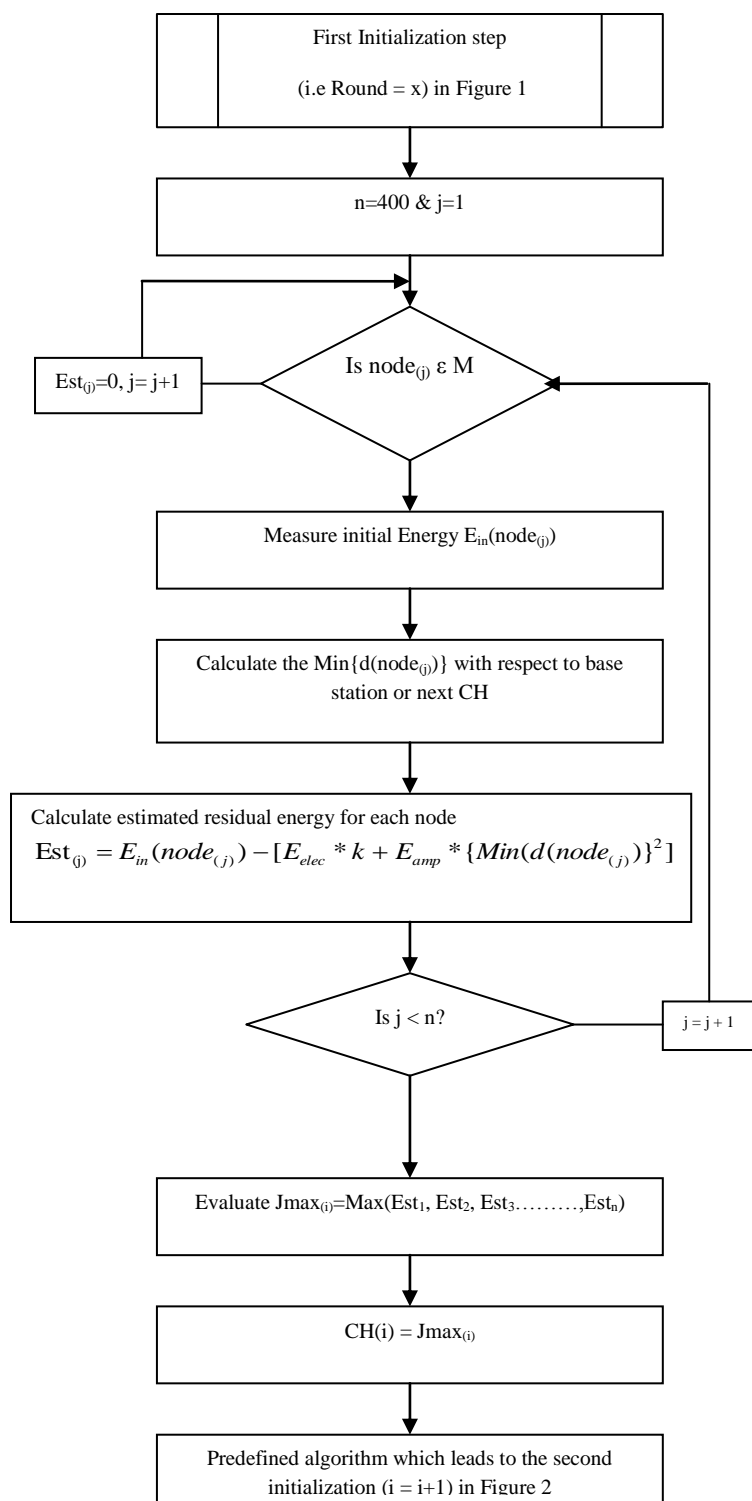 First Initialization step
(i.e Round = x) in Figure 1
n=400 & j=1
Is node(j) ε M
Est(j)=0, j= j+1
Measure initial Energy Ein(node(j))
Calculate the Min{d(node(j))} with respect to base
station or next CH
Calculate estimated residual energy for each node
Est(j) = Ein(node(j)) − [Eelec * k + Eamp * {Min(d(node(j))}²]
Is j < n?
j = j + 1
Evaluate Jmax(i)=Max(Est1, Est2, Est3………,Estn)
CH(i) = Jmax(i)
Predefined algorithm which leads to the second
initialization (i = i+1) in Figure 2